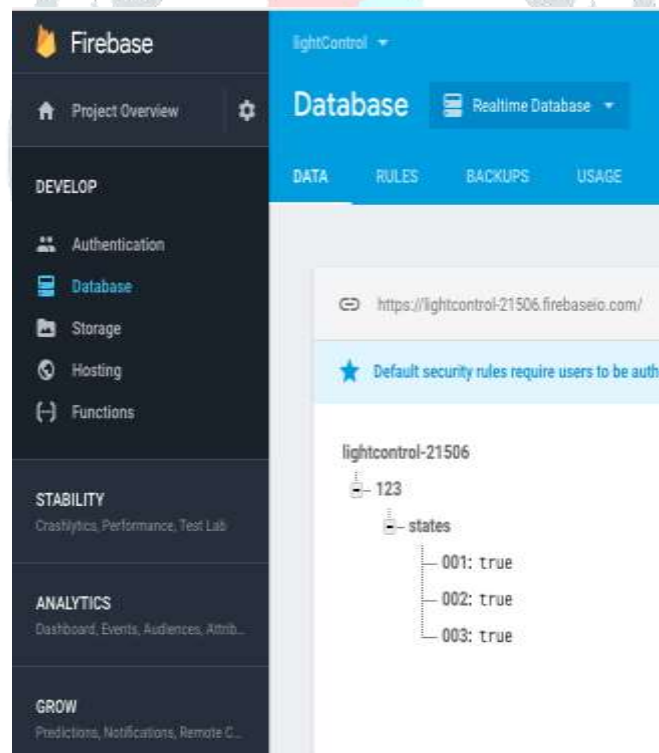 Firebase
Project Overview
DEVELOP
Authentication
Database
Storage
Hosting
Functions
STABILITY
Crashlytics, Performance, Test Lab
ANALYTICS
Dashboard, Events, Audiences, Attrib...
GROW
Predictions, Notifications, Remote C...
lightControl
Database
Realtime Database
DATA RULES BACKUPS USAGE
https://lightcontrol-21506.firebaseio.com/
Default security rules require users to be auth
lightcontrol-21506
123
states
001: true
002: true
003: true